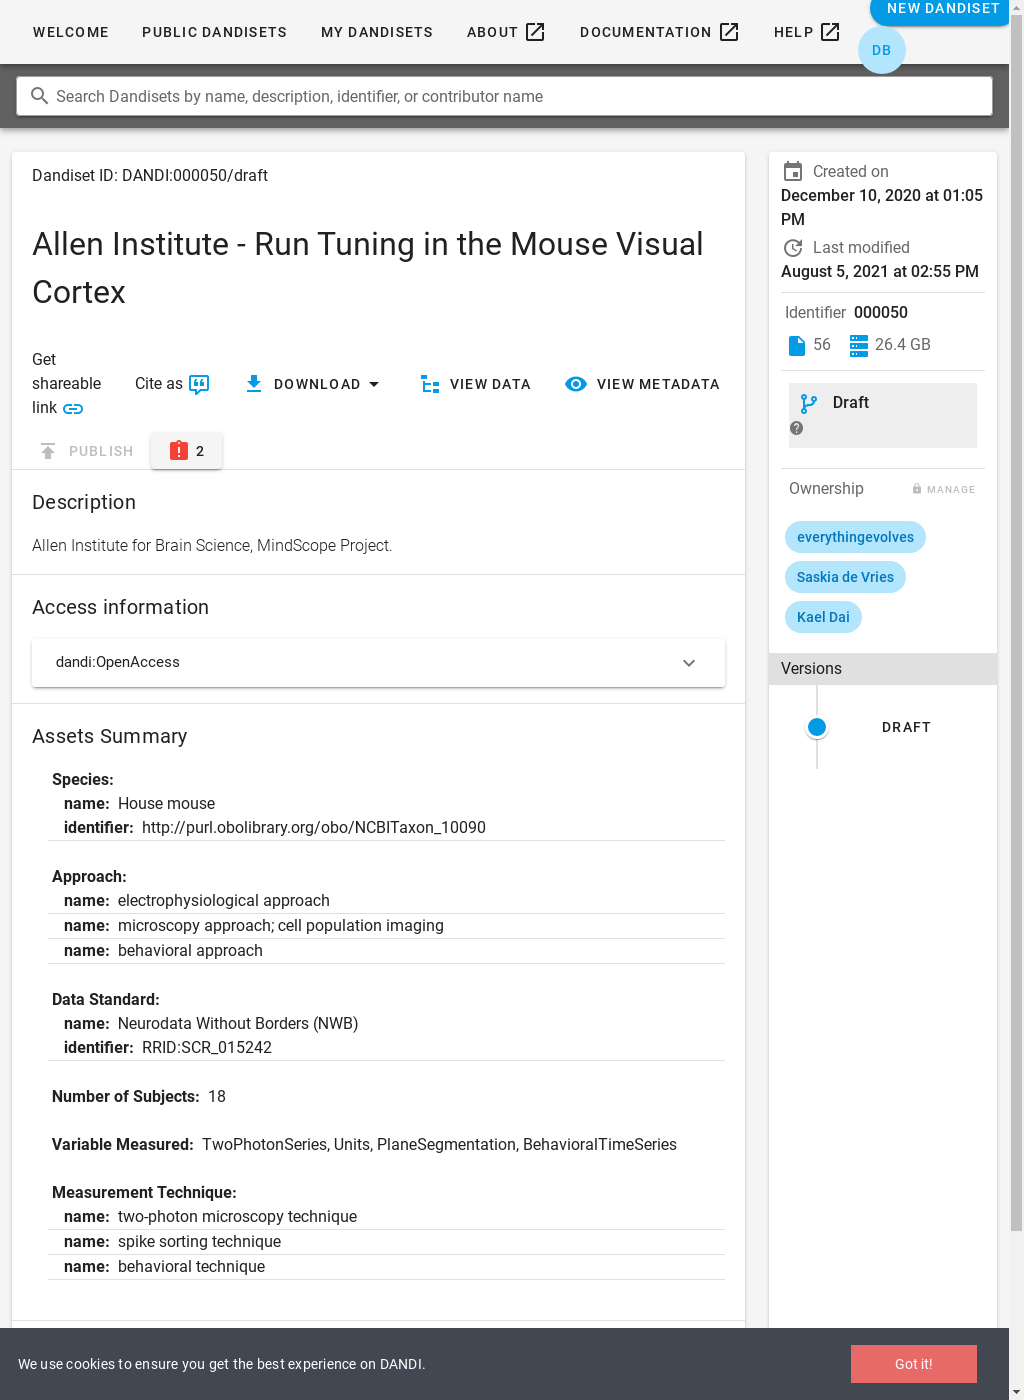 WELCOME PUBLIC DANDISETS MY DANDISETS ABOUT DOCUMENTATION HELP NEW DANDISET
DB
Search Dandisets by name, description, identifier, or contributor name
Dandiset ID: DANDI:000050/draft
Allen Institute - Run Tuning in the Mouse Visual
Cortex
Get
shareable
link
Cite as
DOWNLOAD
VIEW DATA
VIEW METADATA
PUBLISH
2
Description
Allen Institute for Brain Science, MindScope Project.
Access information
dandi:OpenAccess
Assets Summary
Species:
name: House mouse
identifier: http://purl.obolibrary.org/obo/NCBITaxon_10090
Approach:
name: electrophysiological approach
name: microscopy approach; cell population imaging
name: behavioral approach
Data Standard:
name: Neurodata Without Borders (NWB)
identifier: RRID:SCR_015242
Number of Subjects: 18
Variable Measured: TwoPhotonSeries, Units, PlaneSegmentation, BehavioralTimeSeries
Measurement Technique:
name: two-photon microscopy technique
name: spike sorting technique
name: behavioral technique
Created on
December 10, 2020 at 01:05
PM
Last modified
August 5, 2021 at 02:55 PM
Identifier 000050
56 26.4 GB
Draft
Ownership MANAGE
everythingevolves
Saskia de Vries
Kael Dai
Versions
DRAFT
We use cookies to ensure you get the best experience on DANDI.
Got it!